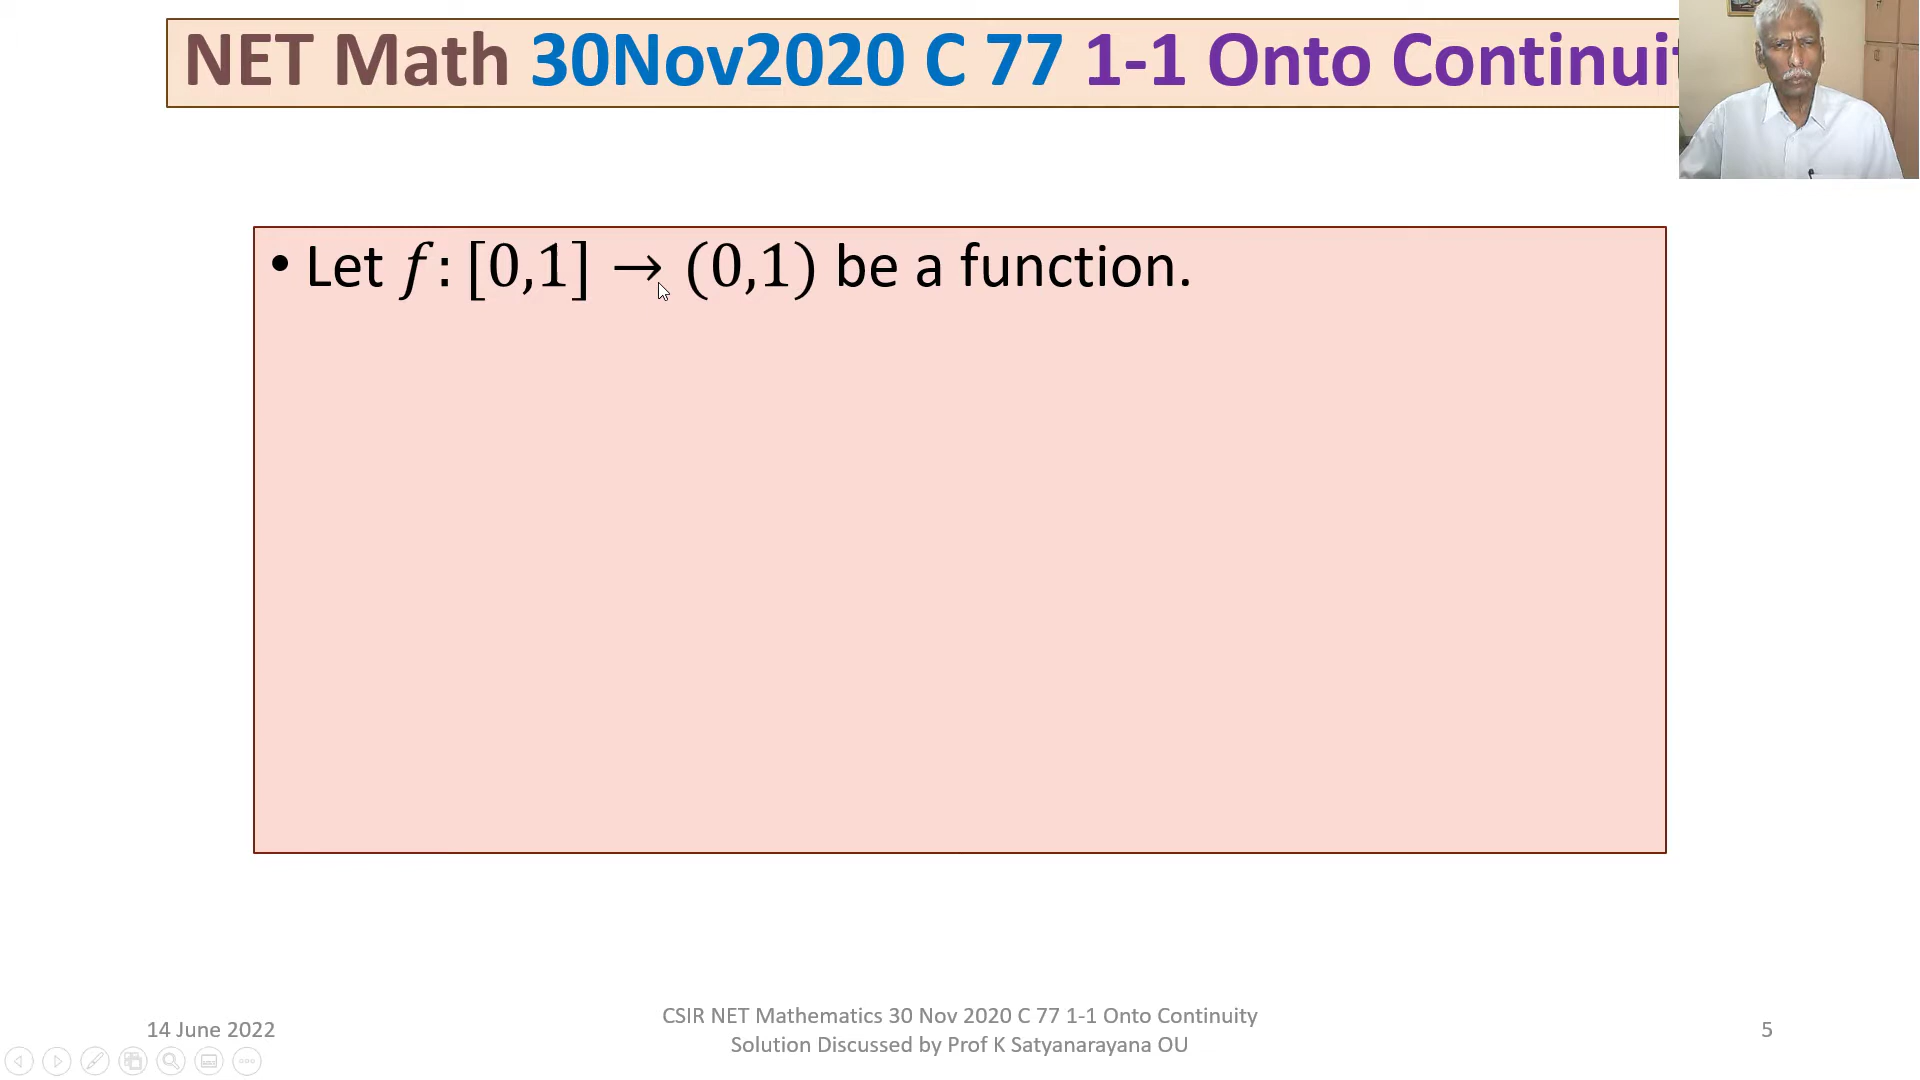 NET Math 30Nov2020 C 77 1-1 Onto Continuit
• Let f: [0,1] → (0,1) be a function.
14 June 2022
CSIR NET Mathematics 30 Nov 2020 C 77 1-1 Onto Continuity
Solution Discussed by Prof K Satyanarayana OU
5